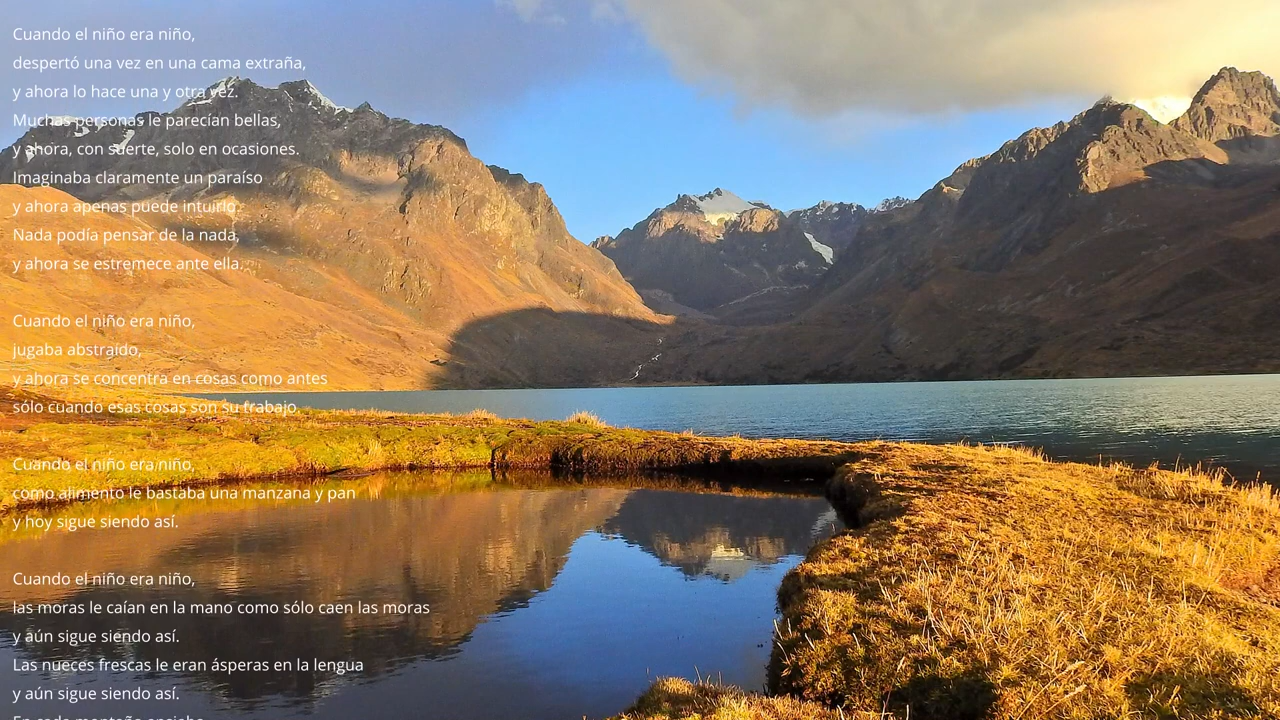 Cuando el niño era niño,
despertó una vez en una cama extraña,
y ahora lo hace una y otra vez.
Muchas personas le parecían bellas,
y ahora, con suerte, solo en ocasiones.
Imaginaba claramente un paraíso
y ahora apenas puede intuirlo.
Nada podía pensar de la nada,
y ahora se estremece ante ella.
Cuando el niño era niño,
jugaba abstraído,
y ahora se concentra en cosas como antes
sólo cuando esas cosas son su trabajo.
Cuando el niño era niño,
como alimento le bastaba una manzana y pan
y hoy sigue siendo así.
Cuando el niño era niño,
las moras le caían en la mano como sólo caen las moras
y aún sigue siendo así.
Las nueces frescas le eran ásperas en la lengua
y aún sigue siendo así.
En cada montaña ansiaba